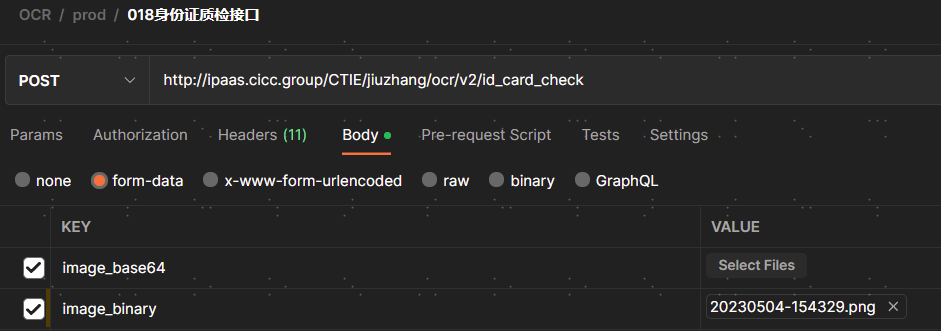 OCR / prod / 018身份证质检接口
POST http://ipaas.cicc.group/CTIE/jiuzhang/ocr/v2/id_card_check
Params Authorization Headers (11) Body Pre-request Script Tests Settings
none form-data x-www-form-urlencoded raw binary GraphQL
KEY VALUE
image_base64 Select Files
image_binary 20230504-154329.png ×